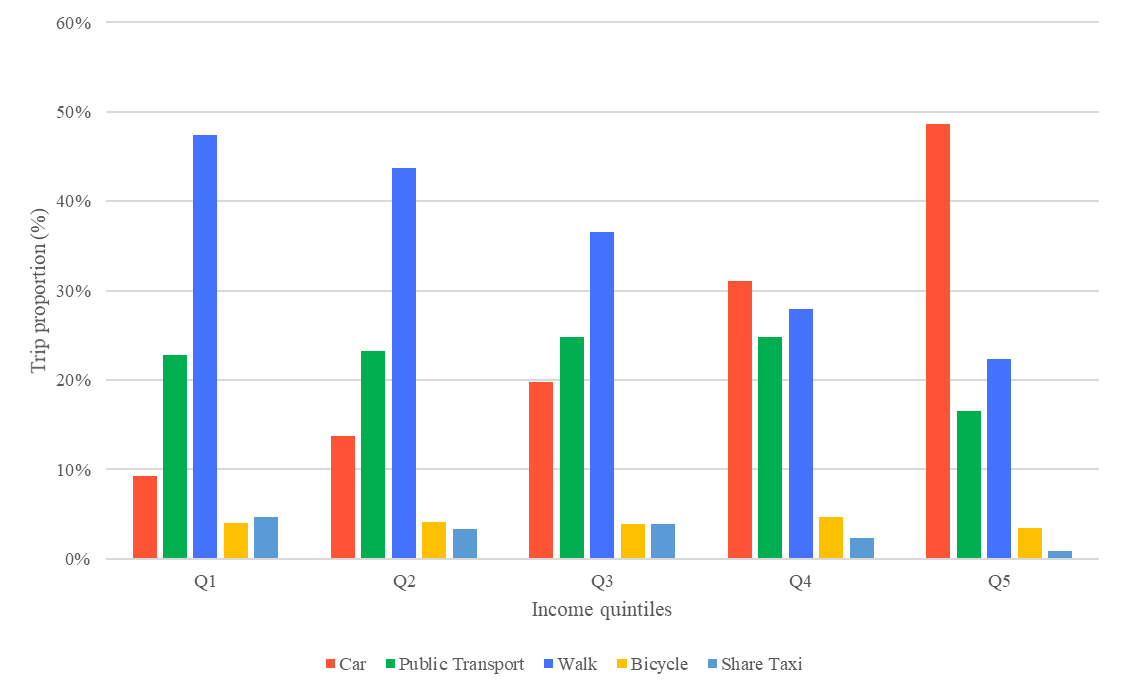 60%
50%
40%
30%
20%
10%
0%
Trip proportion (%)
Q1 Q2 Q3 Q4 Q5
Income quintiles
Car Public Transport Walk Bicycle Share Taxi